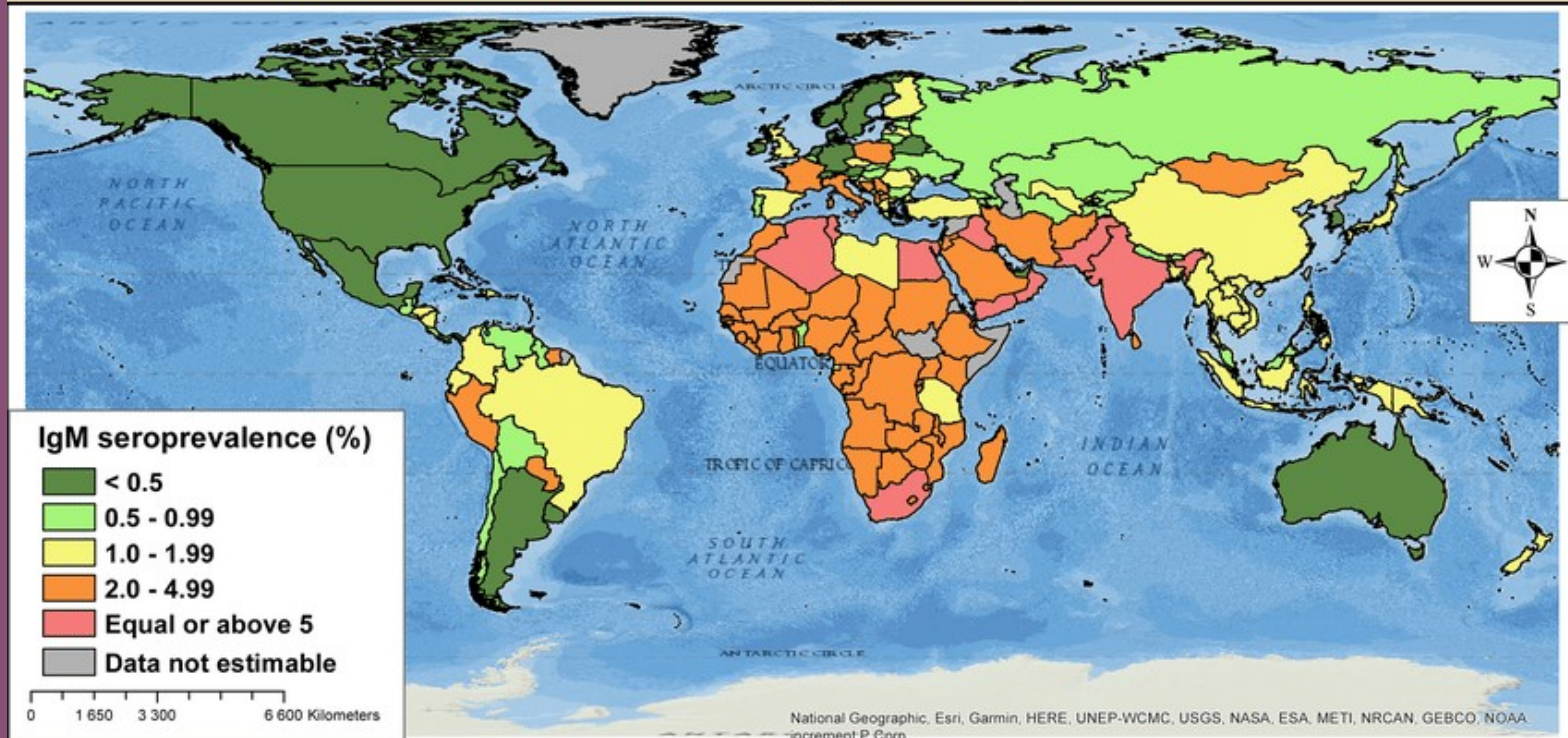 ARCTIC CIRCLE
NORTH
PACIFIC
OCEAN
NORTH
ATLANTIC
OCEAN
N
W
S
EQUATOR
IgM seroprevalence (%)
< 0.5
0.5 - 0.99
1.0 - 1.99
2.0 - 4.99
Equal or above 5
Data not estimable
0 1 650 3 300 6 600 Kilometers
INDIAN
OCEAN
TROPIC OF CAPRICO
SOUTH
ATLANTIC
OCEAN
ANTARCTIC CIRCLE
National Geographic, Esri, Garmin, HERE, UNEP-WCMC, USGS, NASA, ESA, METI, NRCAN, GEBCO, NOAA,
increment P Corp.